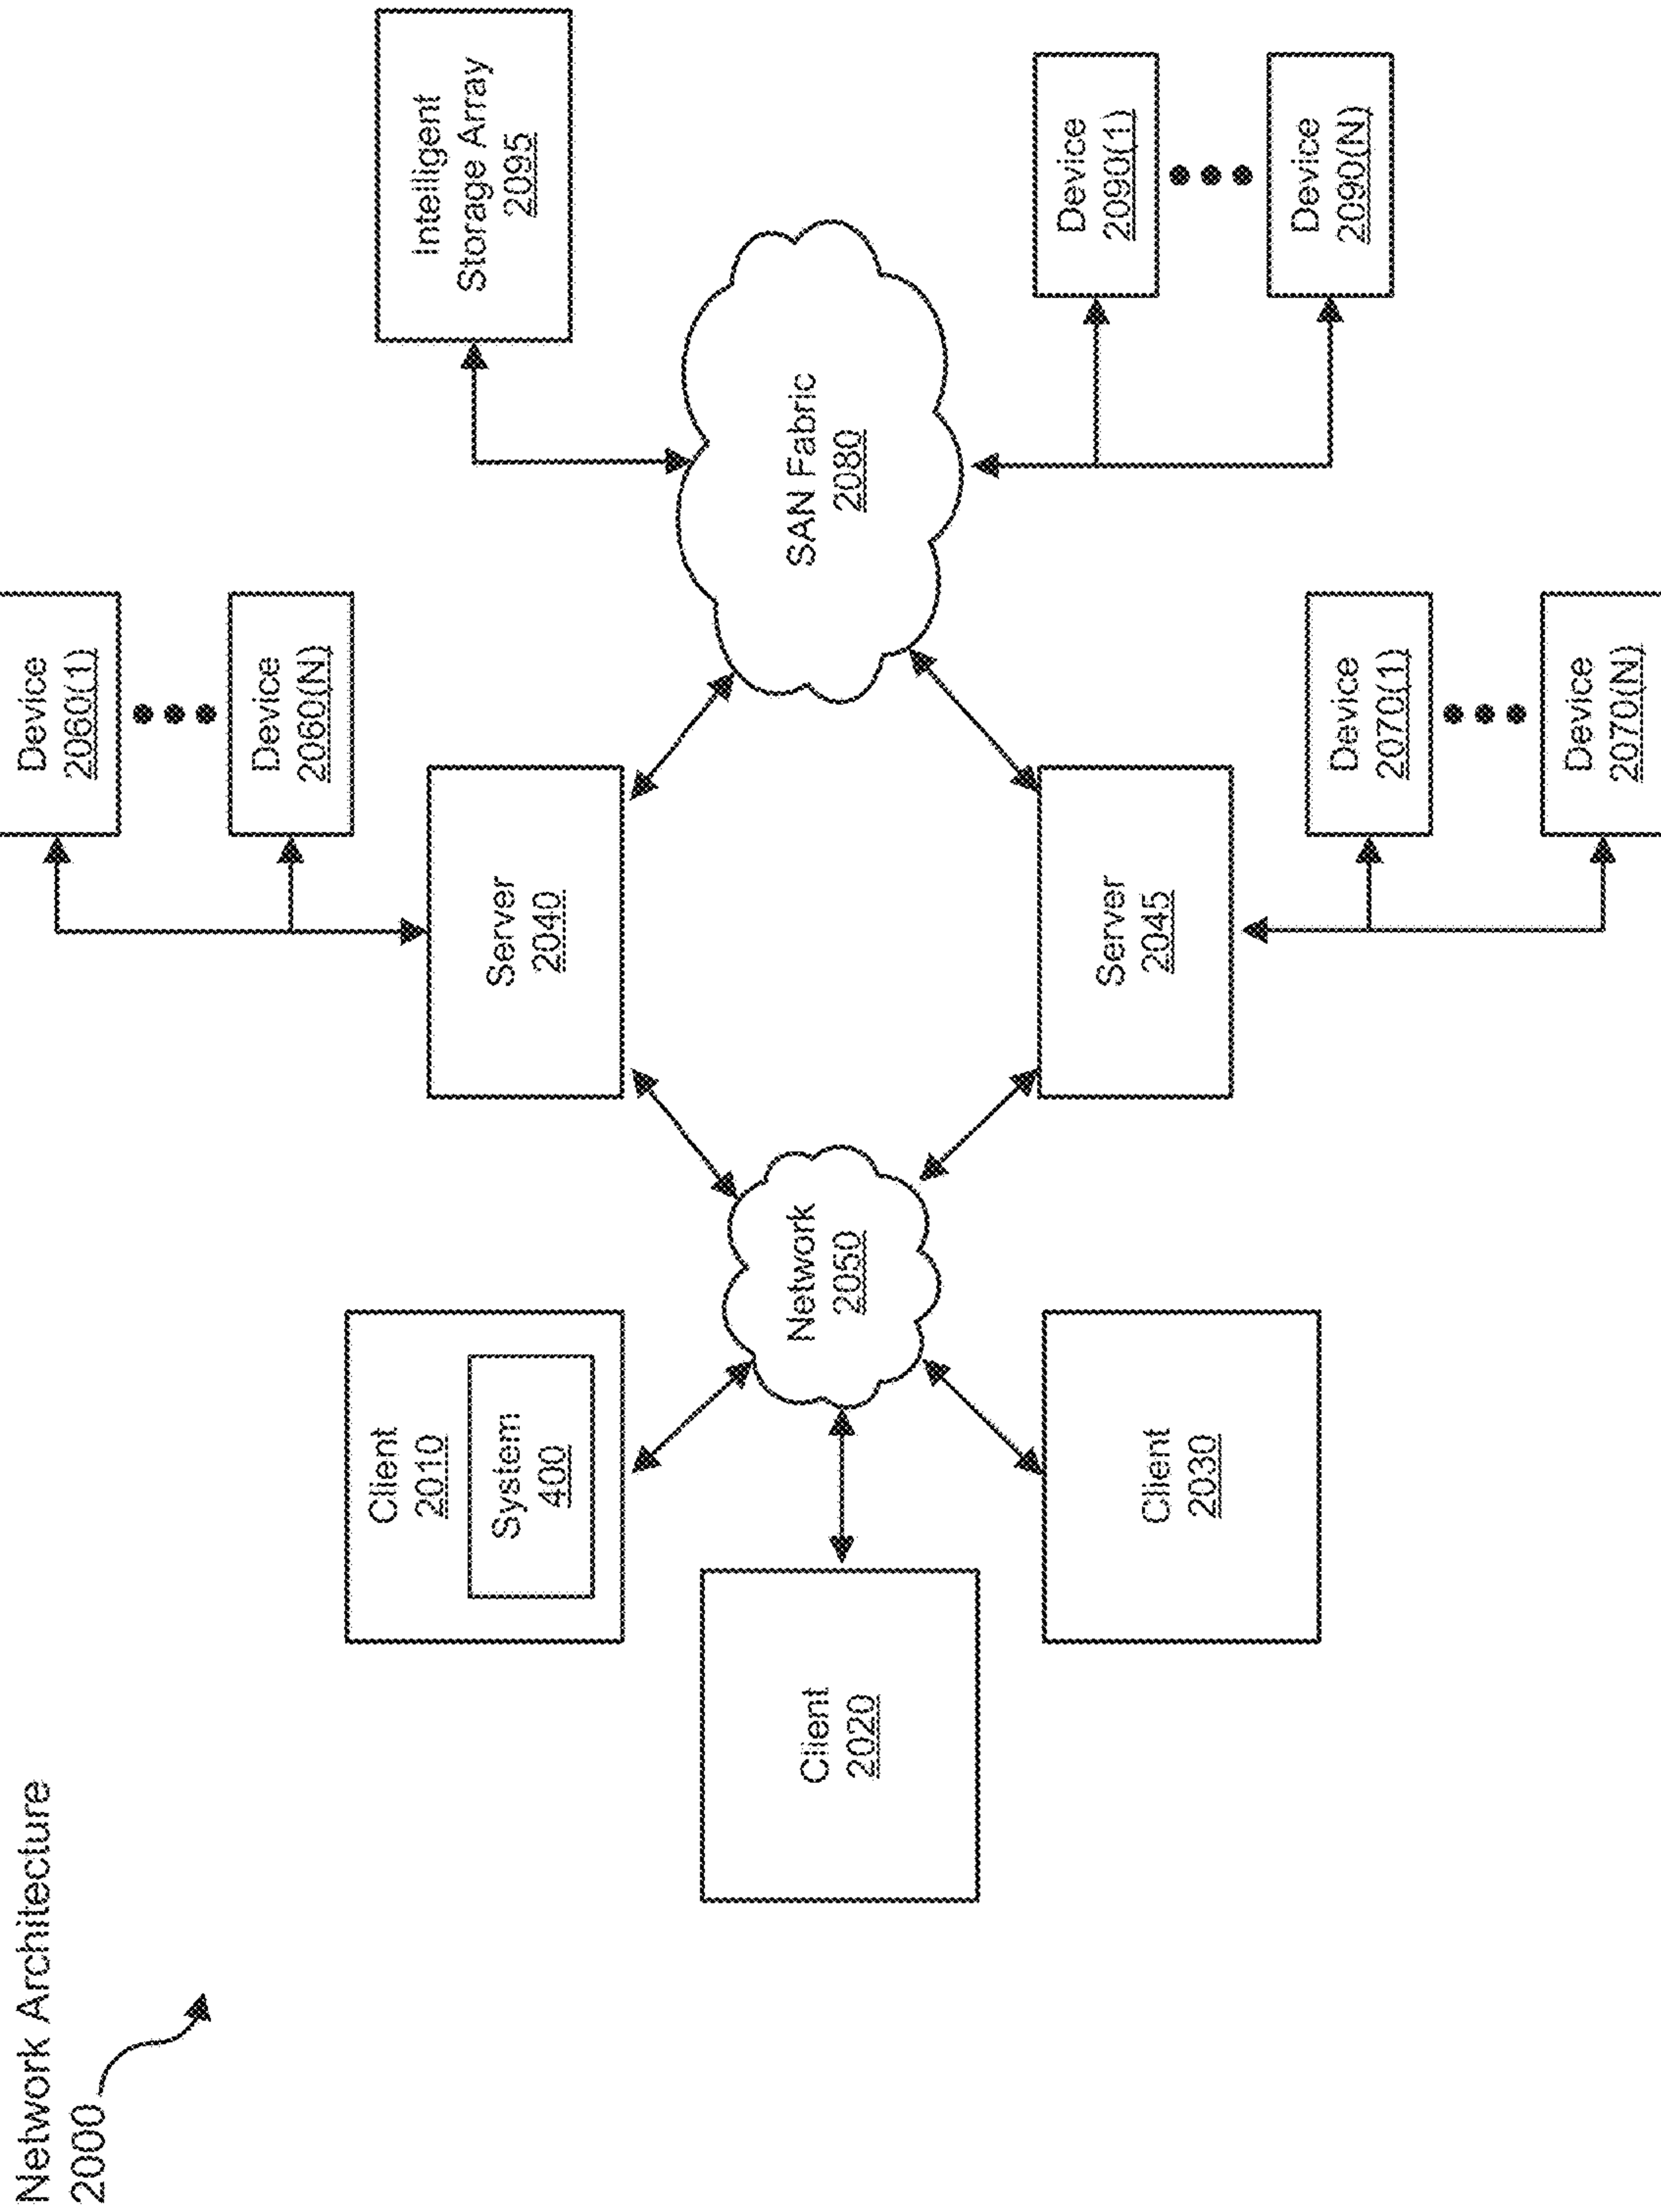 Network Architecture
2000
Client
2010
System
400
Client
2020
Client
2030
Network
2050
Server
2040
Server
2045
Device
2060(1)
Device
2060(N)
Device
2070(1)
Device
2070(N)
SAN Fabric
2080
Intelligent
Storage Array
2095
Device
2090(1)
Device
2090(N)